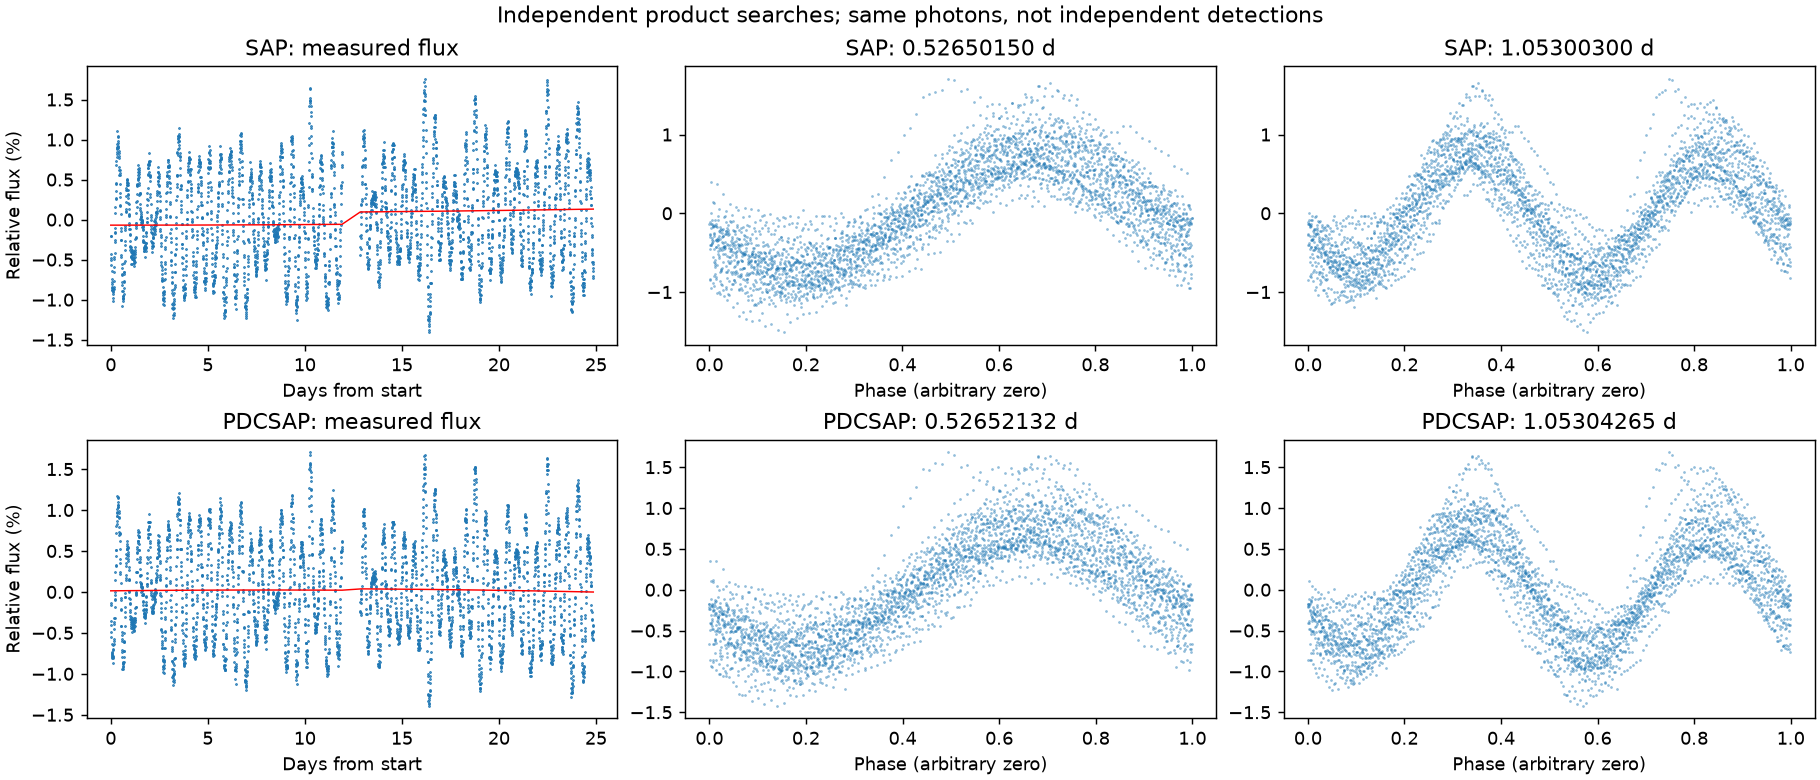 Independent product searches; same photons, not independent detections
SAP: measured flux
SAP: 0.52650150 d
SAP: 1.05300300 d
Relative flux (%)
1.5
1.0
0.5
0.0
−0.5
−1.0
−1.5
0 5 10 15 20 25
Days from start
1
0
−1
0.0 0.2 0.4 0.6 0.8 1.0
Phase (arbitrary zero)
1
0
−1
0.0 0.2 0.4 0.6 0.8 1.0
Phase (arbitrary zero)
PDCSAP: measured flux
PDCSAP: 0.52652132 d
PDCSAP: 1.05304265 d
Relative flux (%)
1.5
1.0
0.5
0.0
−0.5
−1.0
−1.5
0 5 10 15 20 25
Days from start
1.5
1.0
0.5
0.0
−0.5
−1.0
−1.5
0.0 0.2 0.4 0.6 0.8 1.0
Phase (arbitrary zero)
1.5
1.0
0.5
0.0
−0.5
−1.0
−1.5
0.0 0.2 0.4 0.6 0.8 1.0
Phase (arbitrary zero)